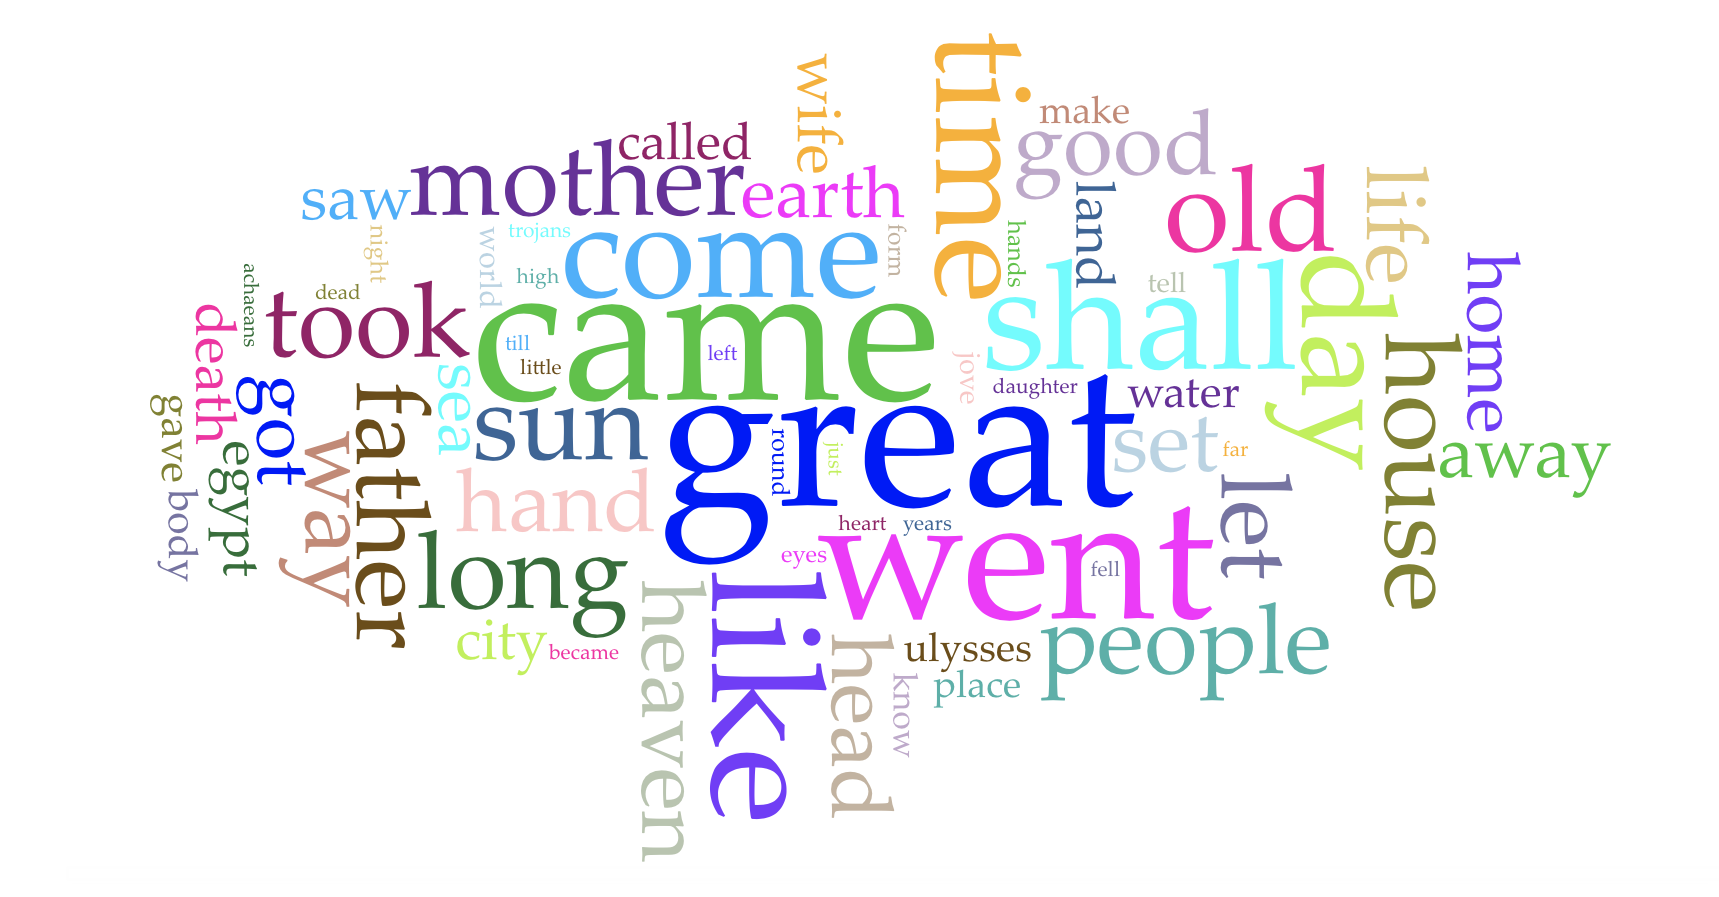 time
wife
make
good
called
mother
earth
saw
land
old
life
come
trojans
night
world
form
hands
tell
home
high
shall
day
achaeans
dead
took
came
house
death
till
little
left
jove
daughter
water
sea
father
got
sun
great
gave
way
egypt
round
just
set
far
away
body
hand
let
heart
years
long
eyes
went
fell
heaven
like
city
became
head
ulysses
people
know
place